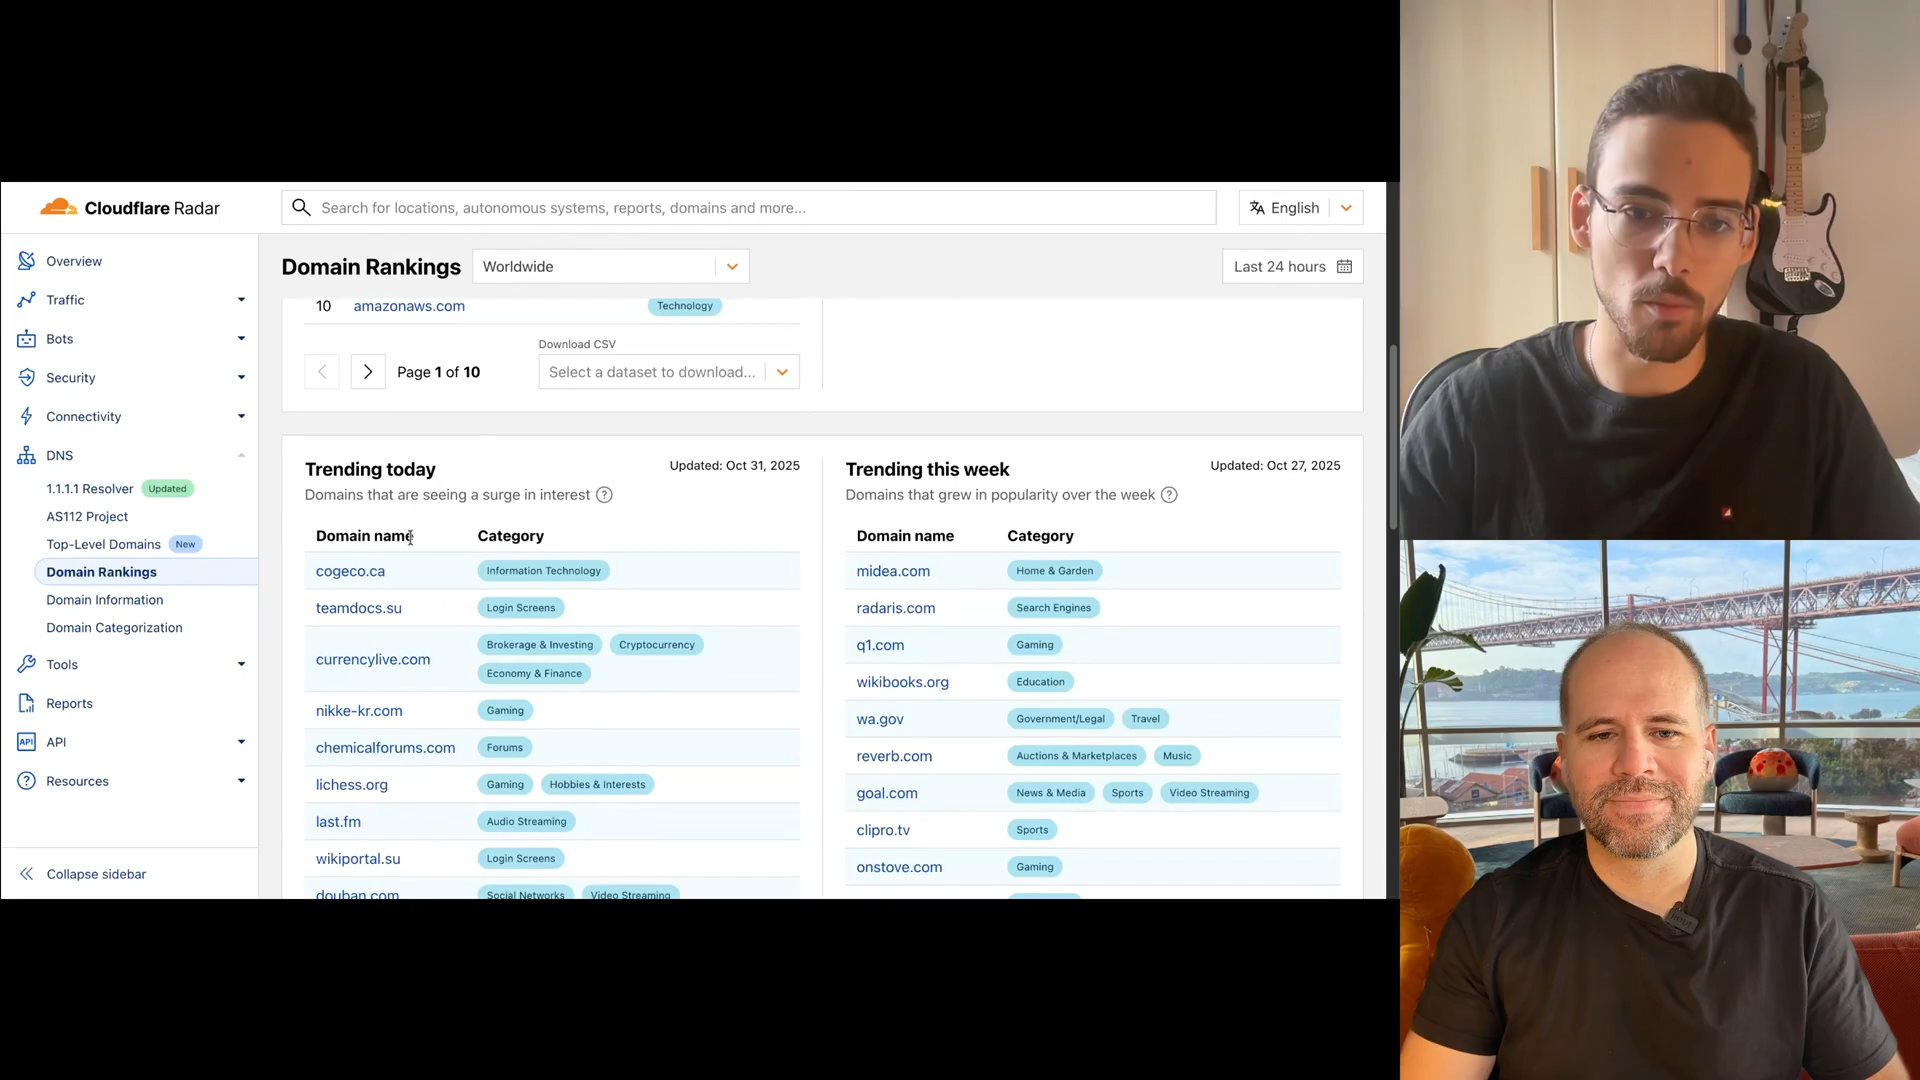 Cloudflare Radar
Search for locations, autonomous systems, reports, domains and more...
English
Overview
Traffic
Bots
Security
Connectivity
DNS
1.1.1.1 Resolver Updated
AS112 Project
Top-Level Domains New
Domain Rankings
Domain Information
Domain Categorization
Tools
Reports
API API
Resources
Collapse sidebar
Domain Rankings Worldwide Last 24 hours
10 amazonaws.com Technology
Download CSV
Page 1 of 10 Select a dataset to download...
Trending today Updated: Oct 31, 2025
Domains that are seeing a surge in interest ?
Domain name Category
cogeco.ca Information Technology
teamdocs.su Login Screens
currencylive.com Brokerage & Investing Cryptocurrency
Economy & Finance
nikke-kr.com Gaming
chemicalforums.com Forums
lichess.org Gaming Hobbies & Interests
last.fm Audio Streaming
wikiportal.su Login Screens
douban.com Social Networks Video Streaming
Trending this week Updated: Oct 27, 2025
Domains that grew in popularity over the week ?
Domain name Category
midea.com Home & Garden
radaris.com Search Engines
q1.com Gaming
wikibooks.org Education
wa.gov Government/Legal Travel
reverb.com Auctions & Marketplaces Music
goal.com News & Media Sports Video Streaming
clipro.tv Sports
onstove.com Gaming